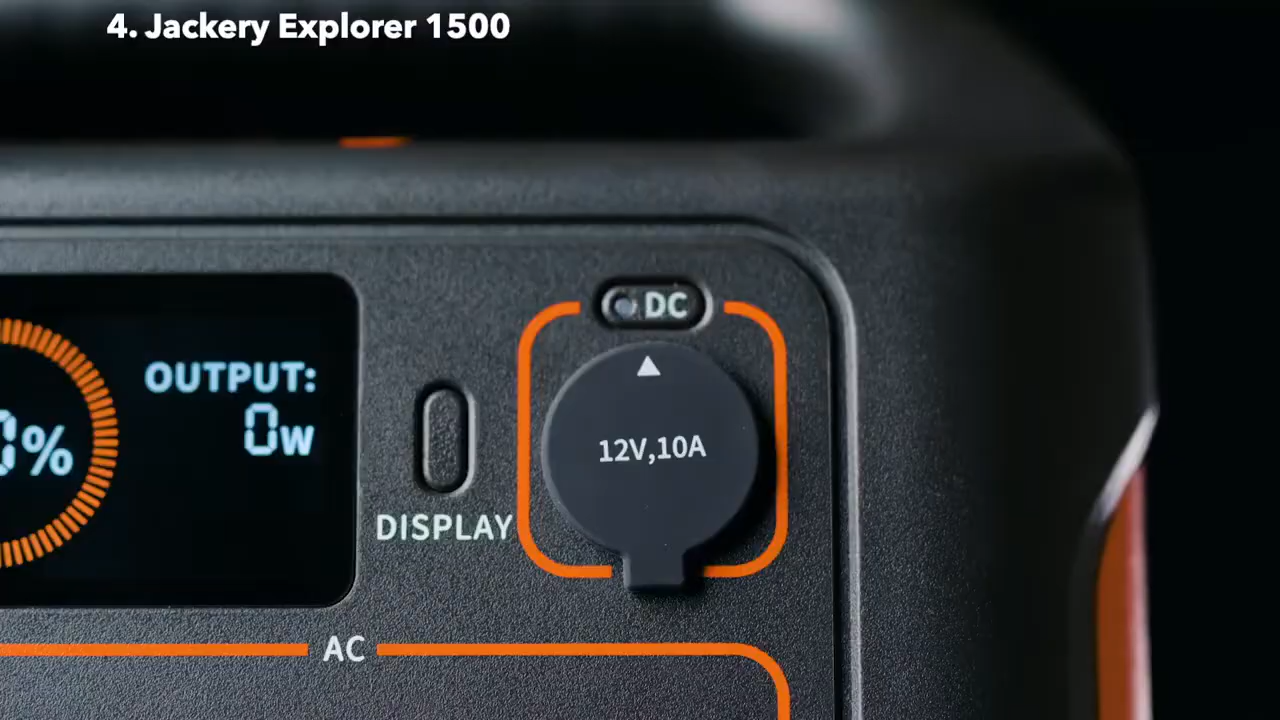 4. Jackery Explorer 1500
DC
OUTPUT:
0W
%
12V,10A
DISPLAY
AC